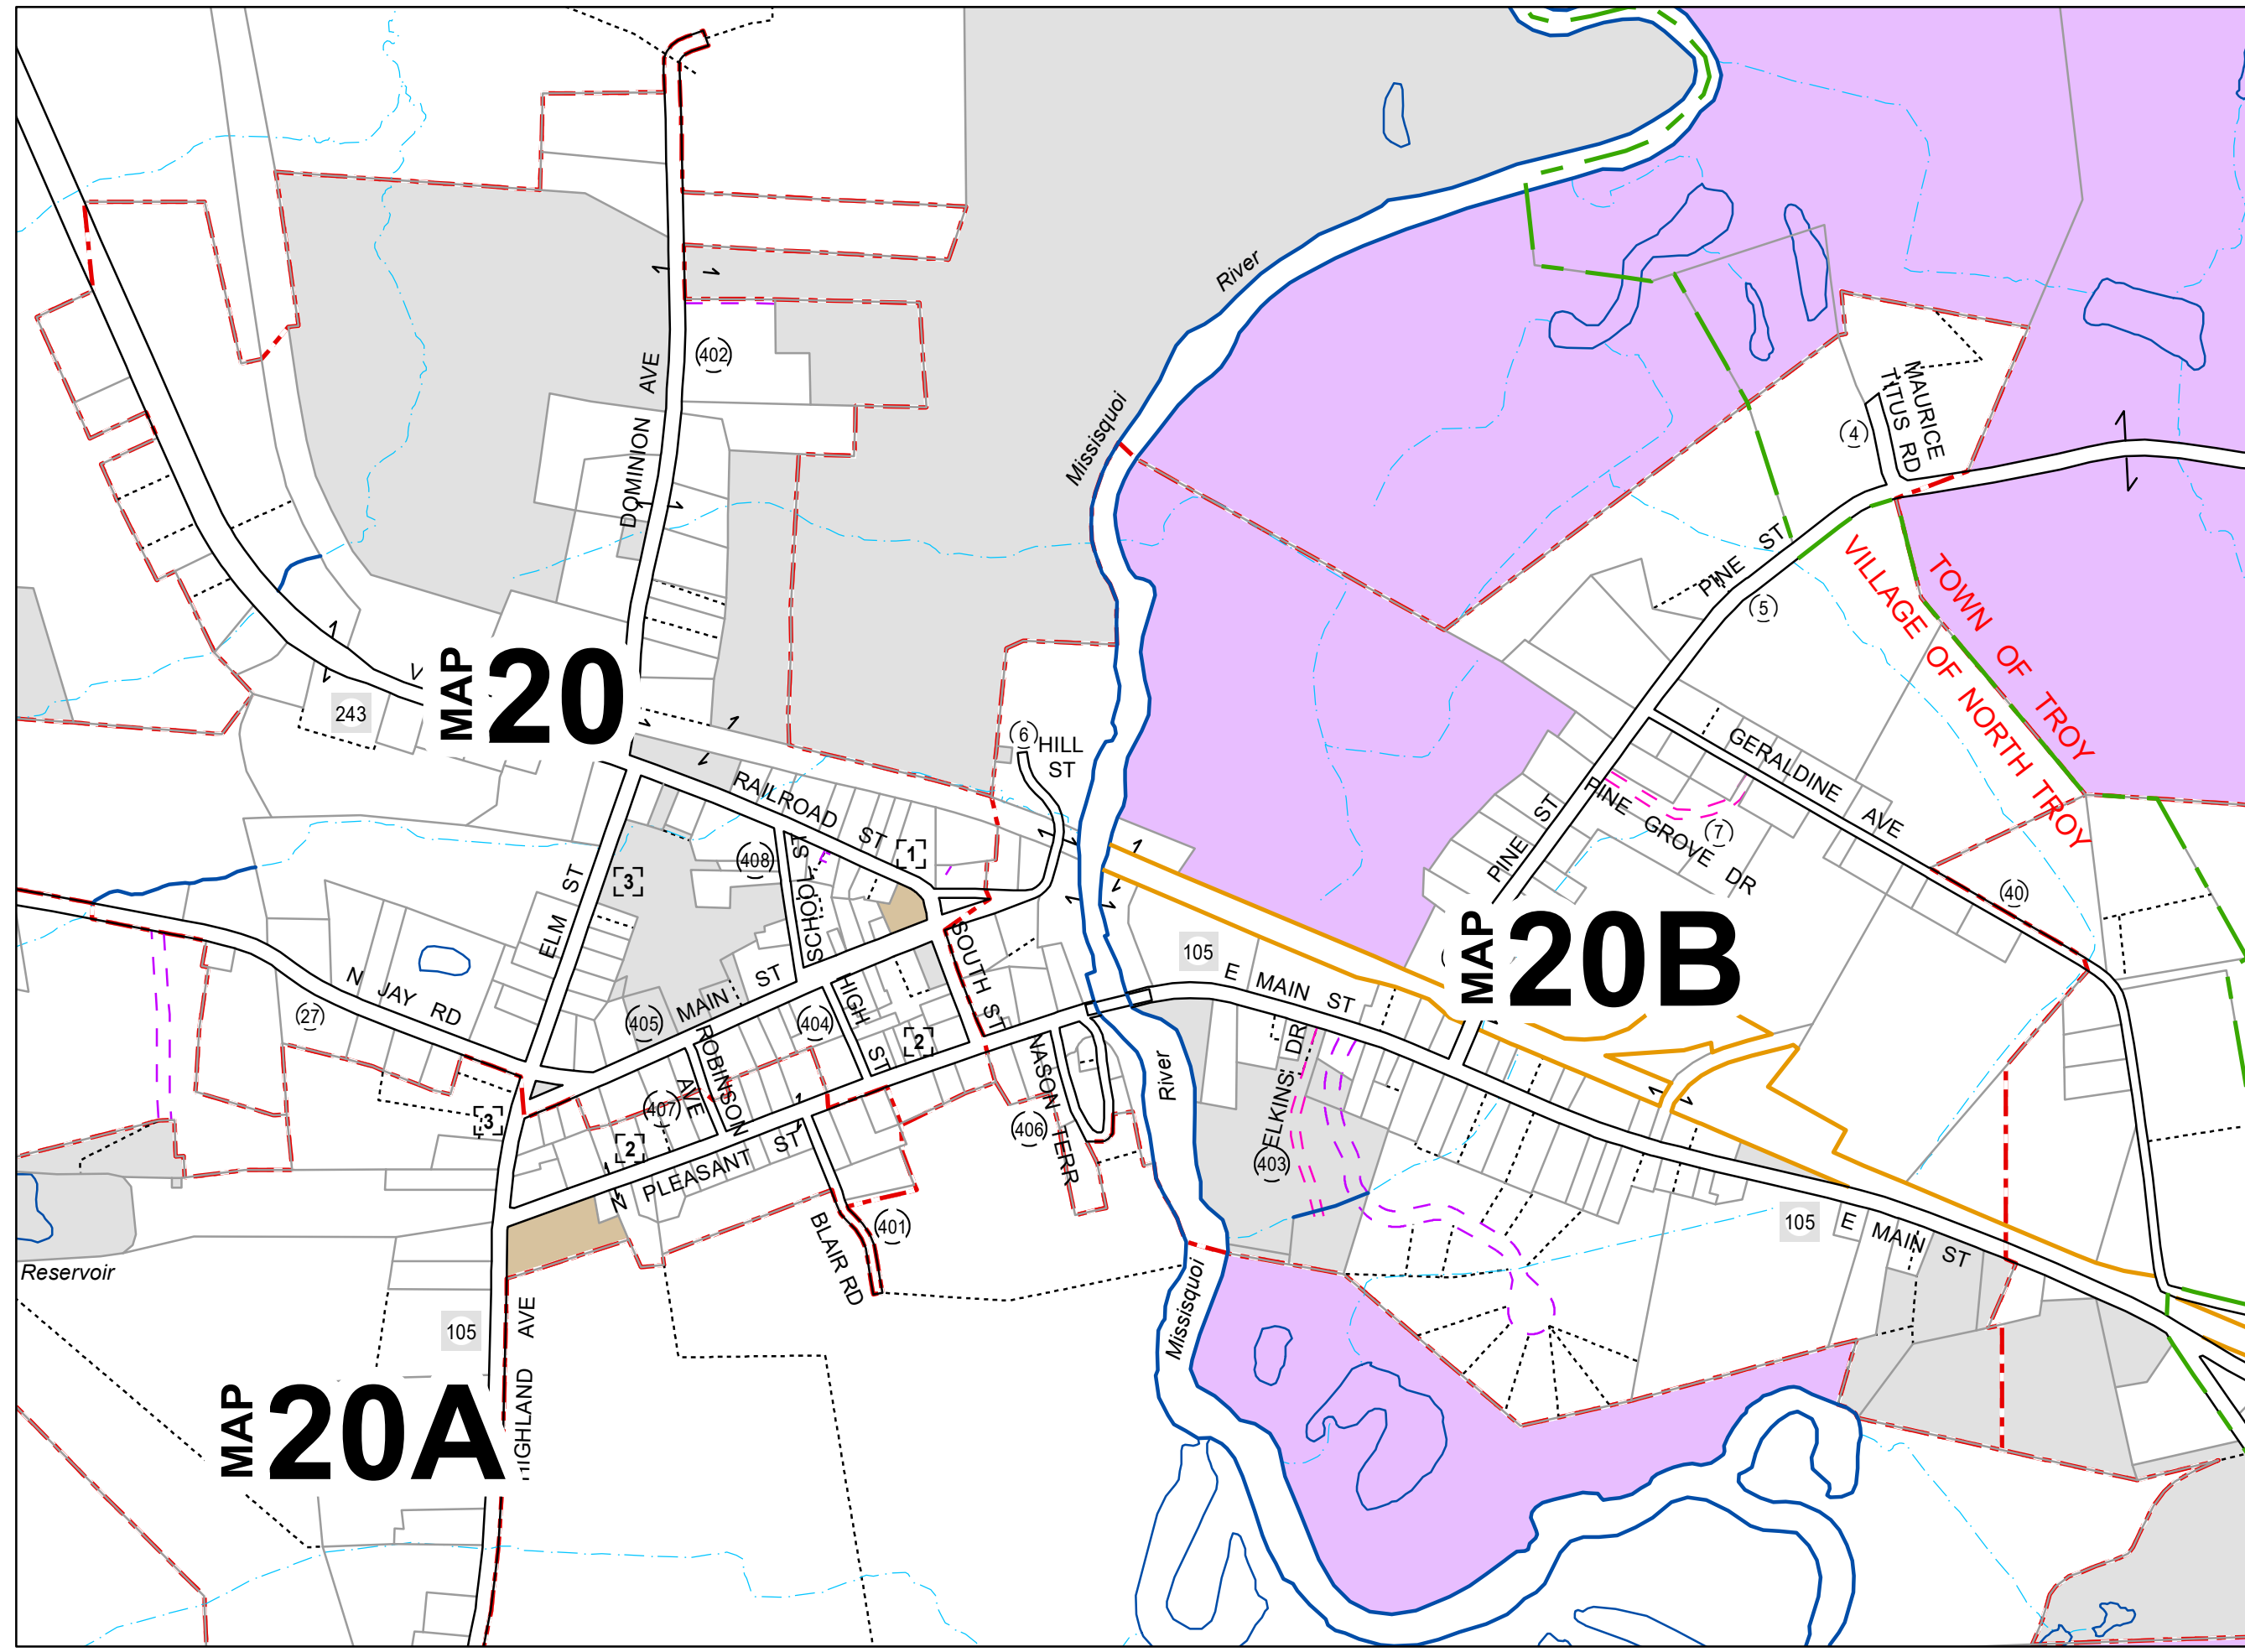 River
402
DOMINION AVE
Missisquoi
MAURICE
TITUS RD
4
PINE ST
5
TOWN OF TROY
VILLAGE OF NORTH TROY
MAP 20
243
6
HILL
ST
RAILROAD ST
GERALDINE AVE
PINE GROVE DR
7
PINE ST
1
408
SCHOOL ST
3
ELM ST
40
MAP 20B
105
E MAIN ST
SOUTH ST
N JAY RD
27
405
MAIN ST
HIGH ST
404
2
ROBINSON
AVE
407
NASON TERR
406
River
ELKINS DR
403
3
2
PLEASANT ST
BLAIR RD
401
105
E MAIN ST
Reservoir
105
HIGHLAND AVE
Missisquoi
MAP 20A